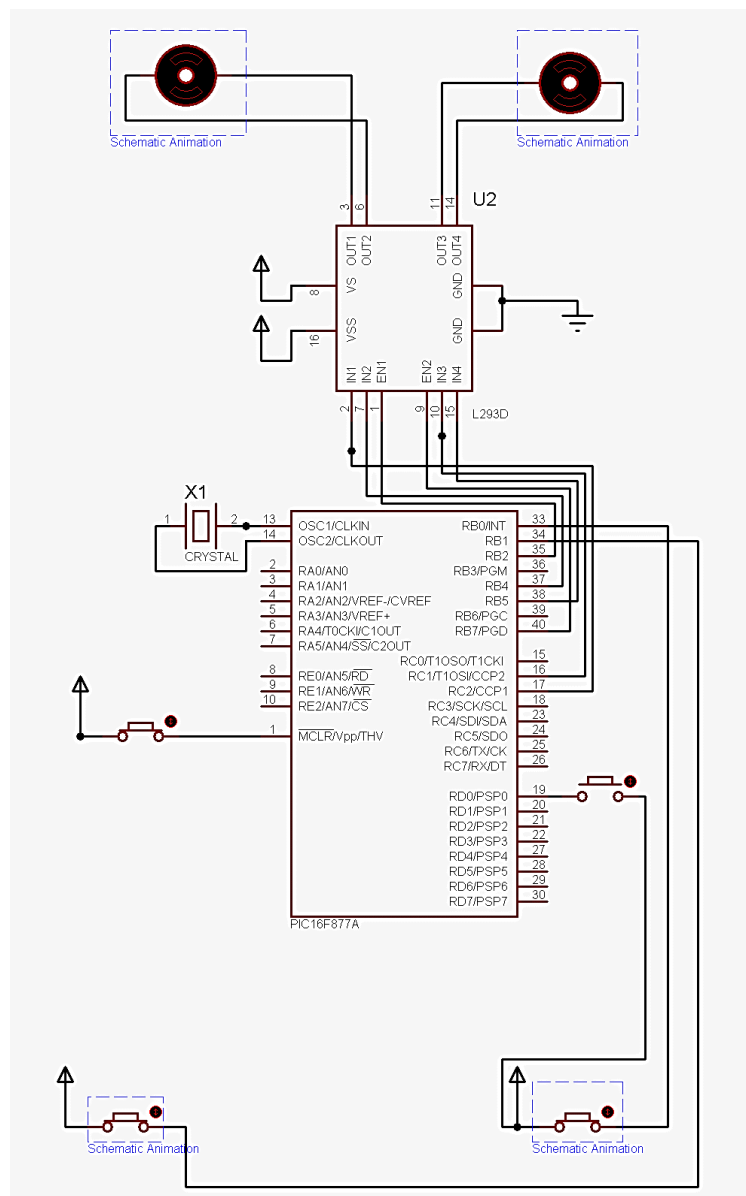 Schematic Animation
Schematic Animation
U2
3
6
11
14
OUT1
OUT2
OUT3
OUT4
8
VS
GND
16
VSS
GND
IN1
IN2
EN1
EN2
IN3
IN4
2
7
1
9
10
15
L293D
X1
1
2
CRYSTAL
13
OSC1/CLKIN
14
OSC2/CLKOUT
2
RA0/AN0
3
RA1/AN1
4
RA2/AN2/VREF-/CVREF
5
RA3/AN3/VREF+
6
RA4/T0CKI/C1OUT
7
RA5/AN4/SS/C2OUT
8
RE0/AN5/RD
9
RE1/AN6/WR
10
RE2/AN7/CS
1
MCLR/Vpp/THV
RB0/INT
33
RB1
34
RB2
35
RB3/PGM
36
RB4
37
RB5
38
RB6/PGC
39
RB7/PGD
40
RC0/T1OSO/T1CKI
15
RC1/T1OSI/CCP2
16
RC2/CCP1
17
RC3/SCK/SCL
18
RC4/SDI/SDA
23
RC5/SDO
24
RC6/TX/CK
25
RC7/RX/DT
26
RD0/PSP0
19
RD1/PSP1
20
RD2/PSP2
21
RD3/PSP3
22
RD4/PSP4
27
RD5/PSP5
28
RD6/PSP6
29
RD7/PSP7
30
PIC16F877A
Schematic Animation
Schematic Animation